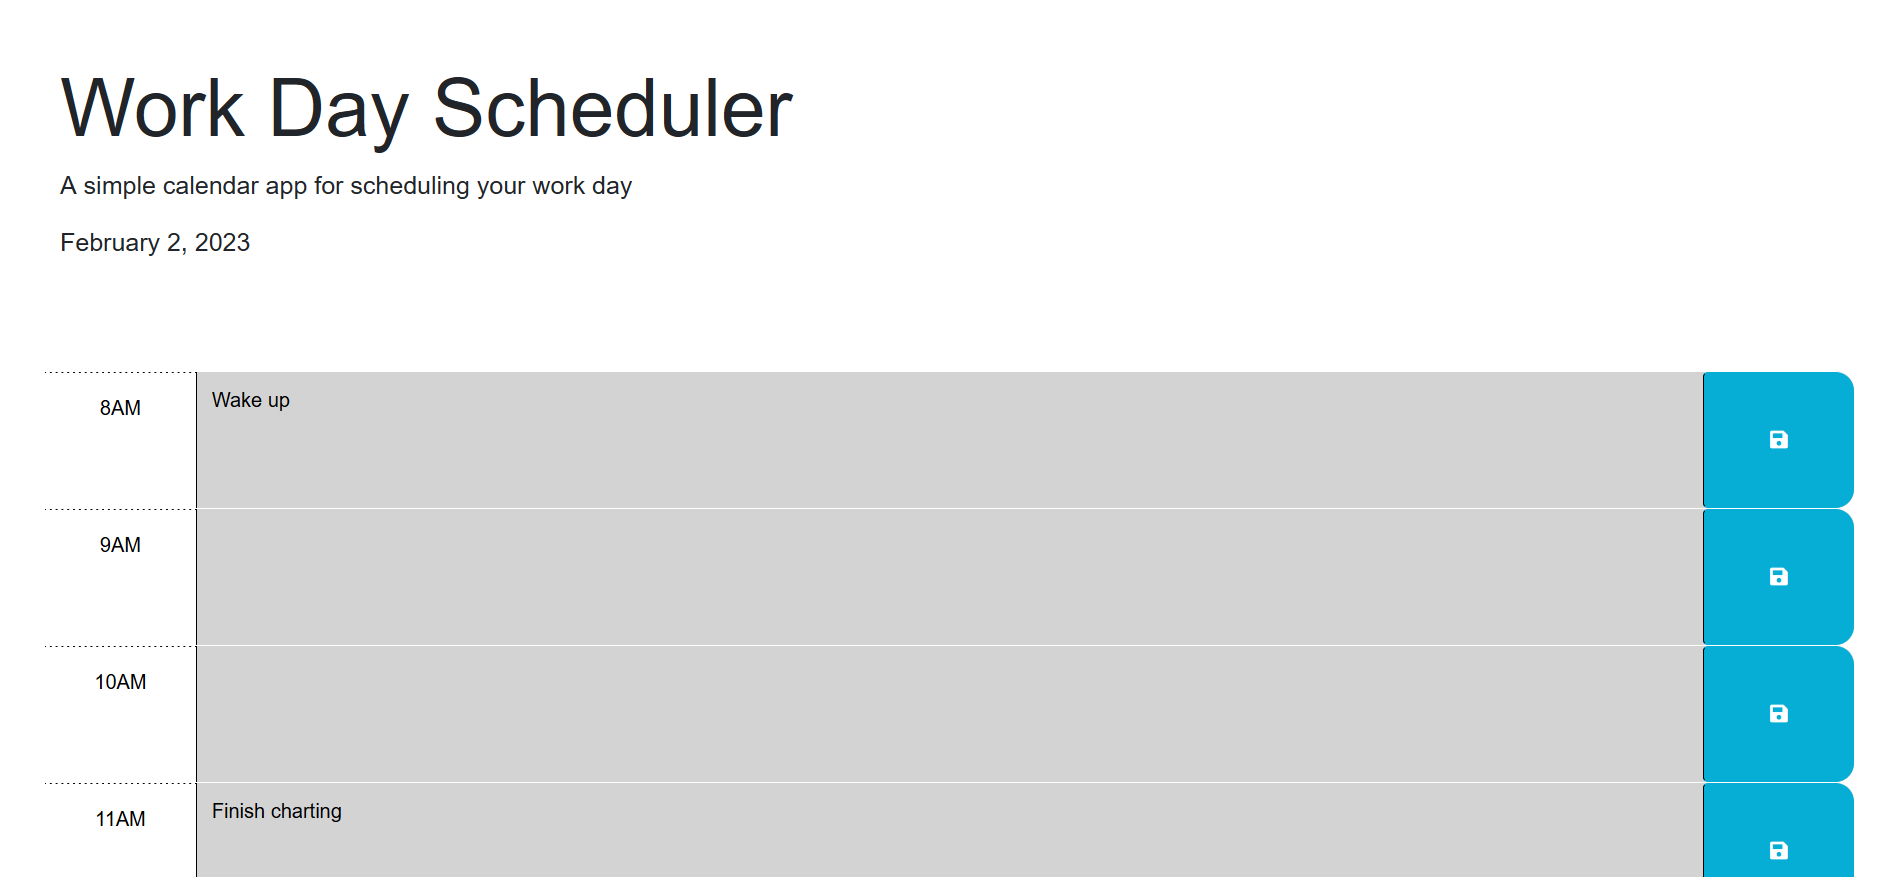 Work Day Scheduler
A simple calendar app for scheduling your work day
February 2, 2023
8AM
Wake up
9AM
10AM
11AM
Finish charting